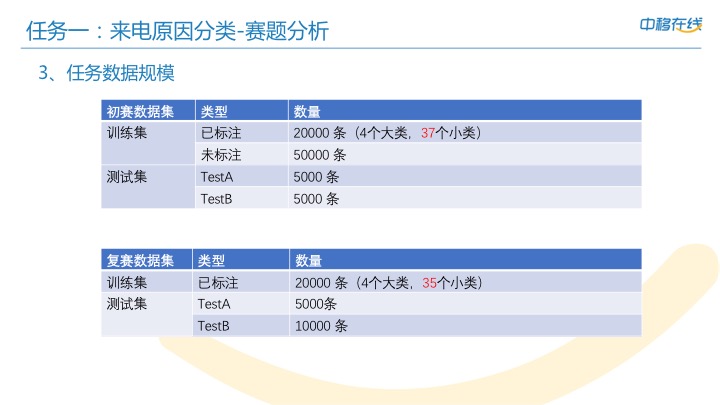 任务一：来电原因分类-赛题分析
中移在线
3、任务数据规模
初赛数据集 类型 数量
训练集 已标注 20000 条（4个大类，37个小类）
未标注 50000 条
测试集 TestA 5000 条
TestB 5000 条
复赛数据集 类型 数量
训练集 已标注 20000 条（4个大类，35个小类）
测试集 TestA 5000条
TestB 10000 条